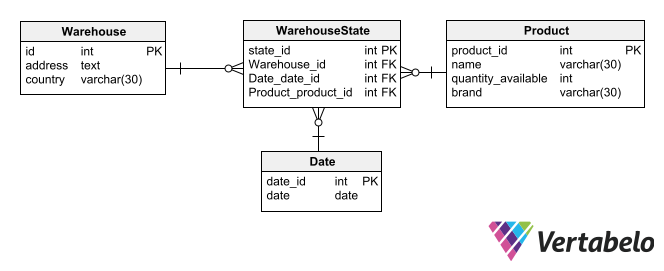 Warehouse
id int PK
address text
country varchar(30)
WarehouseState
state_id int PK
Warehouse_id int FK
Date_date_id int FK
Product_product_id int FK
Product
product_id int PK
name varchar(30)
quantity_available int
brand varchar(30)
Date
date_id int PK
date date
Vertabelo